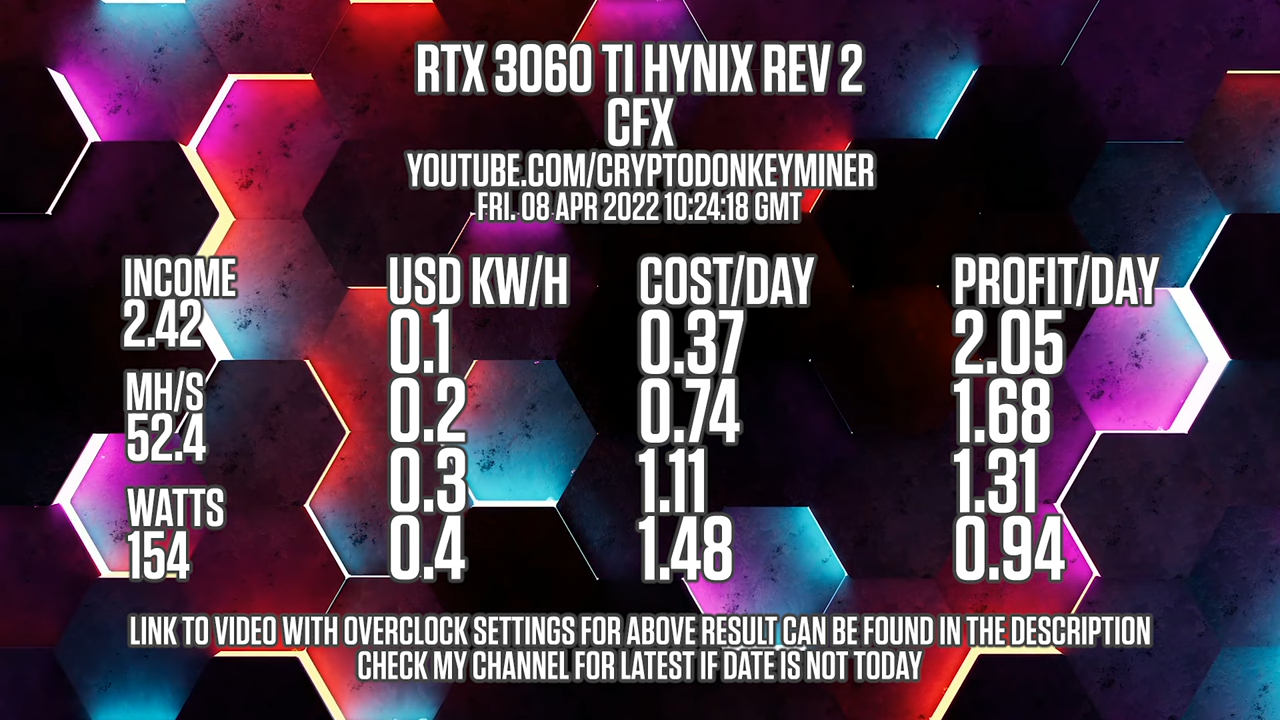 RTX 3060 TI HYNIX REV 2
CFX
YOUTUBE.COM/CRYPTODONKEYMINER
FRI. 08 APR 2022 10:24:18 GMT
INCOME
2.42
MH/S
52.4
WATTS
154
USD KW/H
0.1
0.2
0.3
0.4
COST/DAY
0.37
0.74
1.11
1.48
PROFIT/DAY
2.05
1.68
1.31
0.94
LINK TO VIDEO WITH OVERCLOCK SETTINGS FOR ABOVE RESULT CAN BE FOUND IN THE DESCRIPTION
CHECK MY CHANNEL FOR LATEST IF DATE IS NOT TODAY